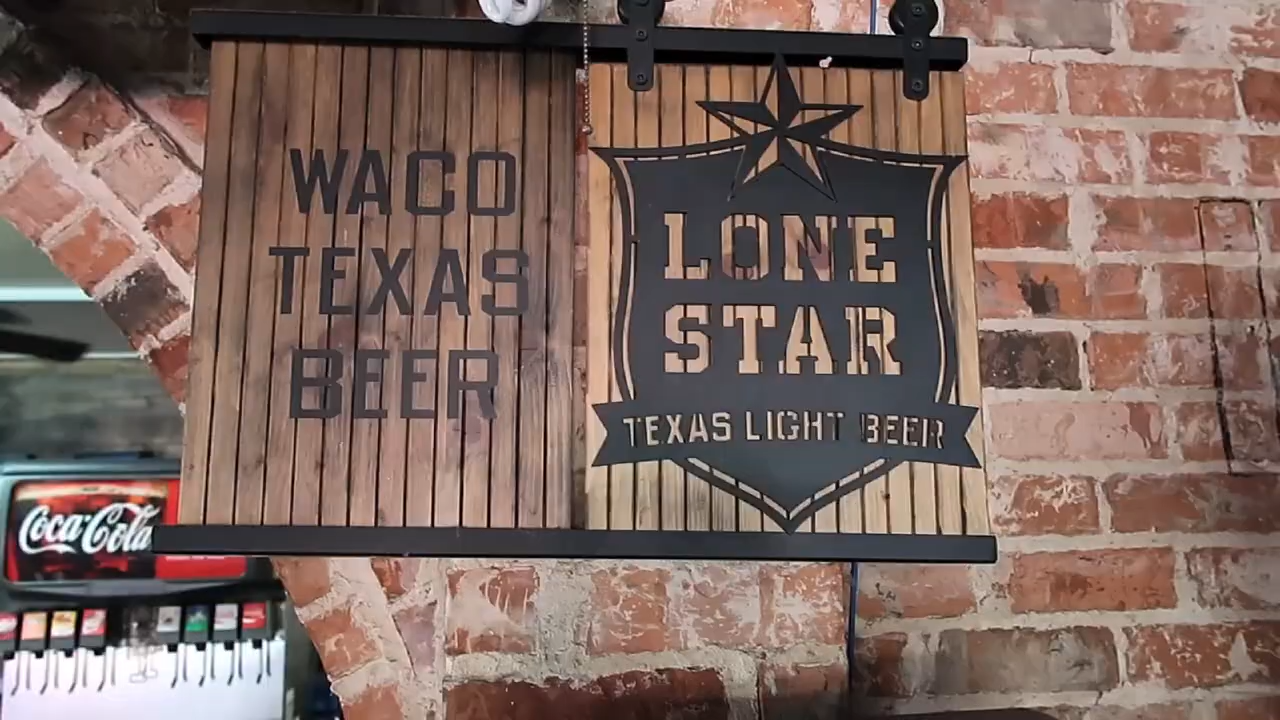 WACO
TEXAS
BEER
LONE
STAR
TEXAS LIGHT BEER
Coca-Cola